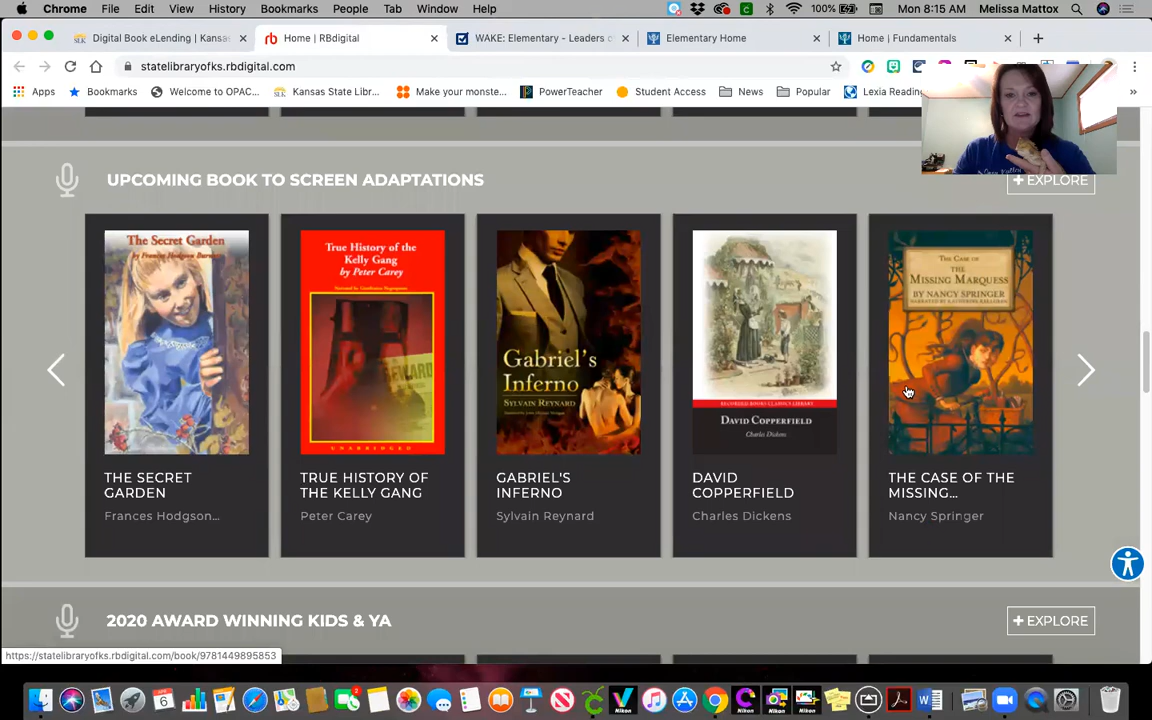 Chrome File Edit View History Bookmarks People Tab Window Help 100% Mon 8:15 AM Melissa Mattox
Digital Book eLending | Kansa
Home | RBdigital
WAKE: Elementary - Leaders o
Elementary Home
Home | Fundamentals
statelibraryofks.rbdigital.com
Apps Bookmarks Welcome to OPAC... Kansas State Libr... Make your monste... PowerTeacher Student Access News Popular Lexia Readin
UPCOMING BOOK TO SCREEN ADAPTATIONS
+ EXPLORE
The Secret Garden
True History of the
Kelly Gang
by Peter Carey
UNABRIDGED
Gabriel's
Inferno
SYLVAIN REYNARD
RECORDED BOOKS CLASSICS LIBRARY
DAVID COPPERFIELD
Charles Dickens
THE CASE OF
THE
MISSING MARQUESS
BY NANCY SPRINGER
THE SECRET
GARDEN
Frances Hodgson...
TRUE HISTORY OF
THE KELLY GANG
Peter Carey
GABRIEL'S
INFERNO
Sylvain Reynard
DAVID
COPPERFIELD
Charles Dickens
THE CASE OF THE
MISSING...
Nancy Springer
2020 AWARD WINNING KIDS & YA
+ EXPLORE
https://statelibraryofks.rbdigital.com/book/9781449895853